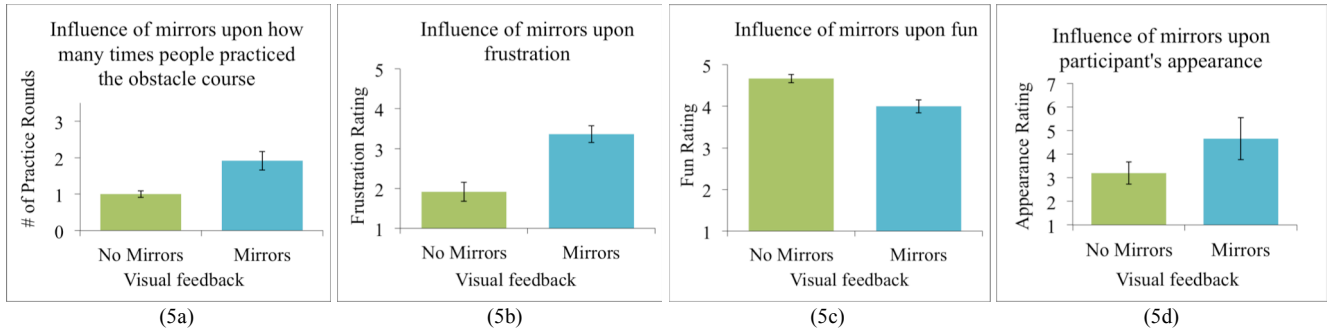 Influence of mirrors upon how
many times people practiced
the obstacle course
# of Practice Rounds
3
2
1
0
No Mirrors
Mirrors
Visual feedback
(5a)
Influence of mirrors upon
frustration
Frustration Rating
5
4
3
2
1
No Mirrors
Mirrors
Visual feedback
(5b)
Influence of mirrors upon fun
Fun Rating
5
4
3
2
1
No Mirrors
Mirrors
Visual feedback
(5c)
Influence of mirrors upon
participant's appearance
Appearance Rating
7
6
5
4
3
2
1
No Mirrors
Mirrors
Visual feedback
(5d)